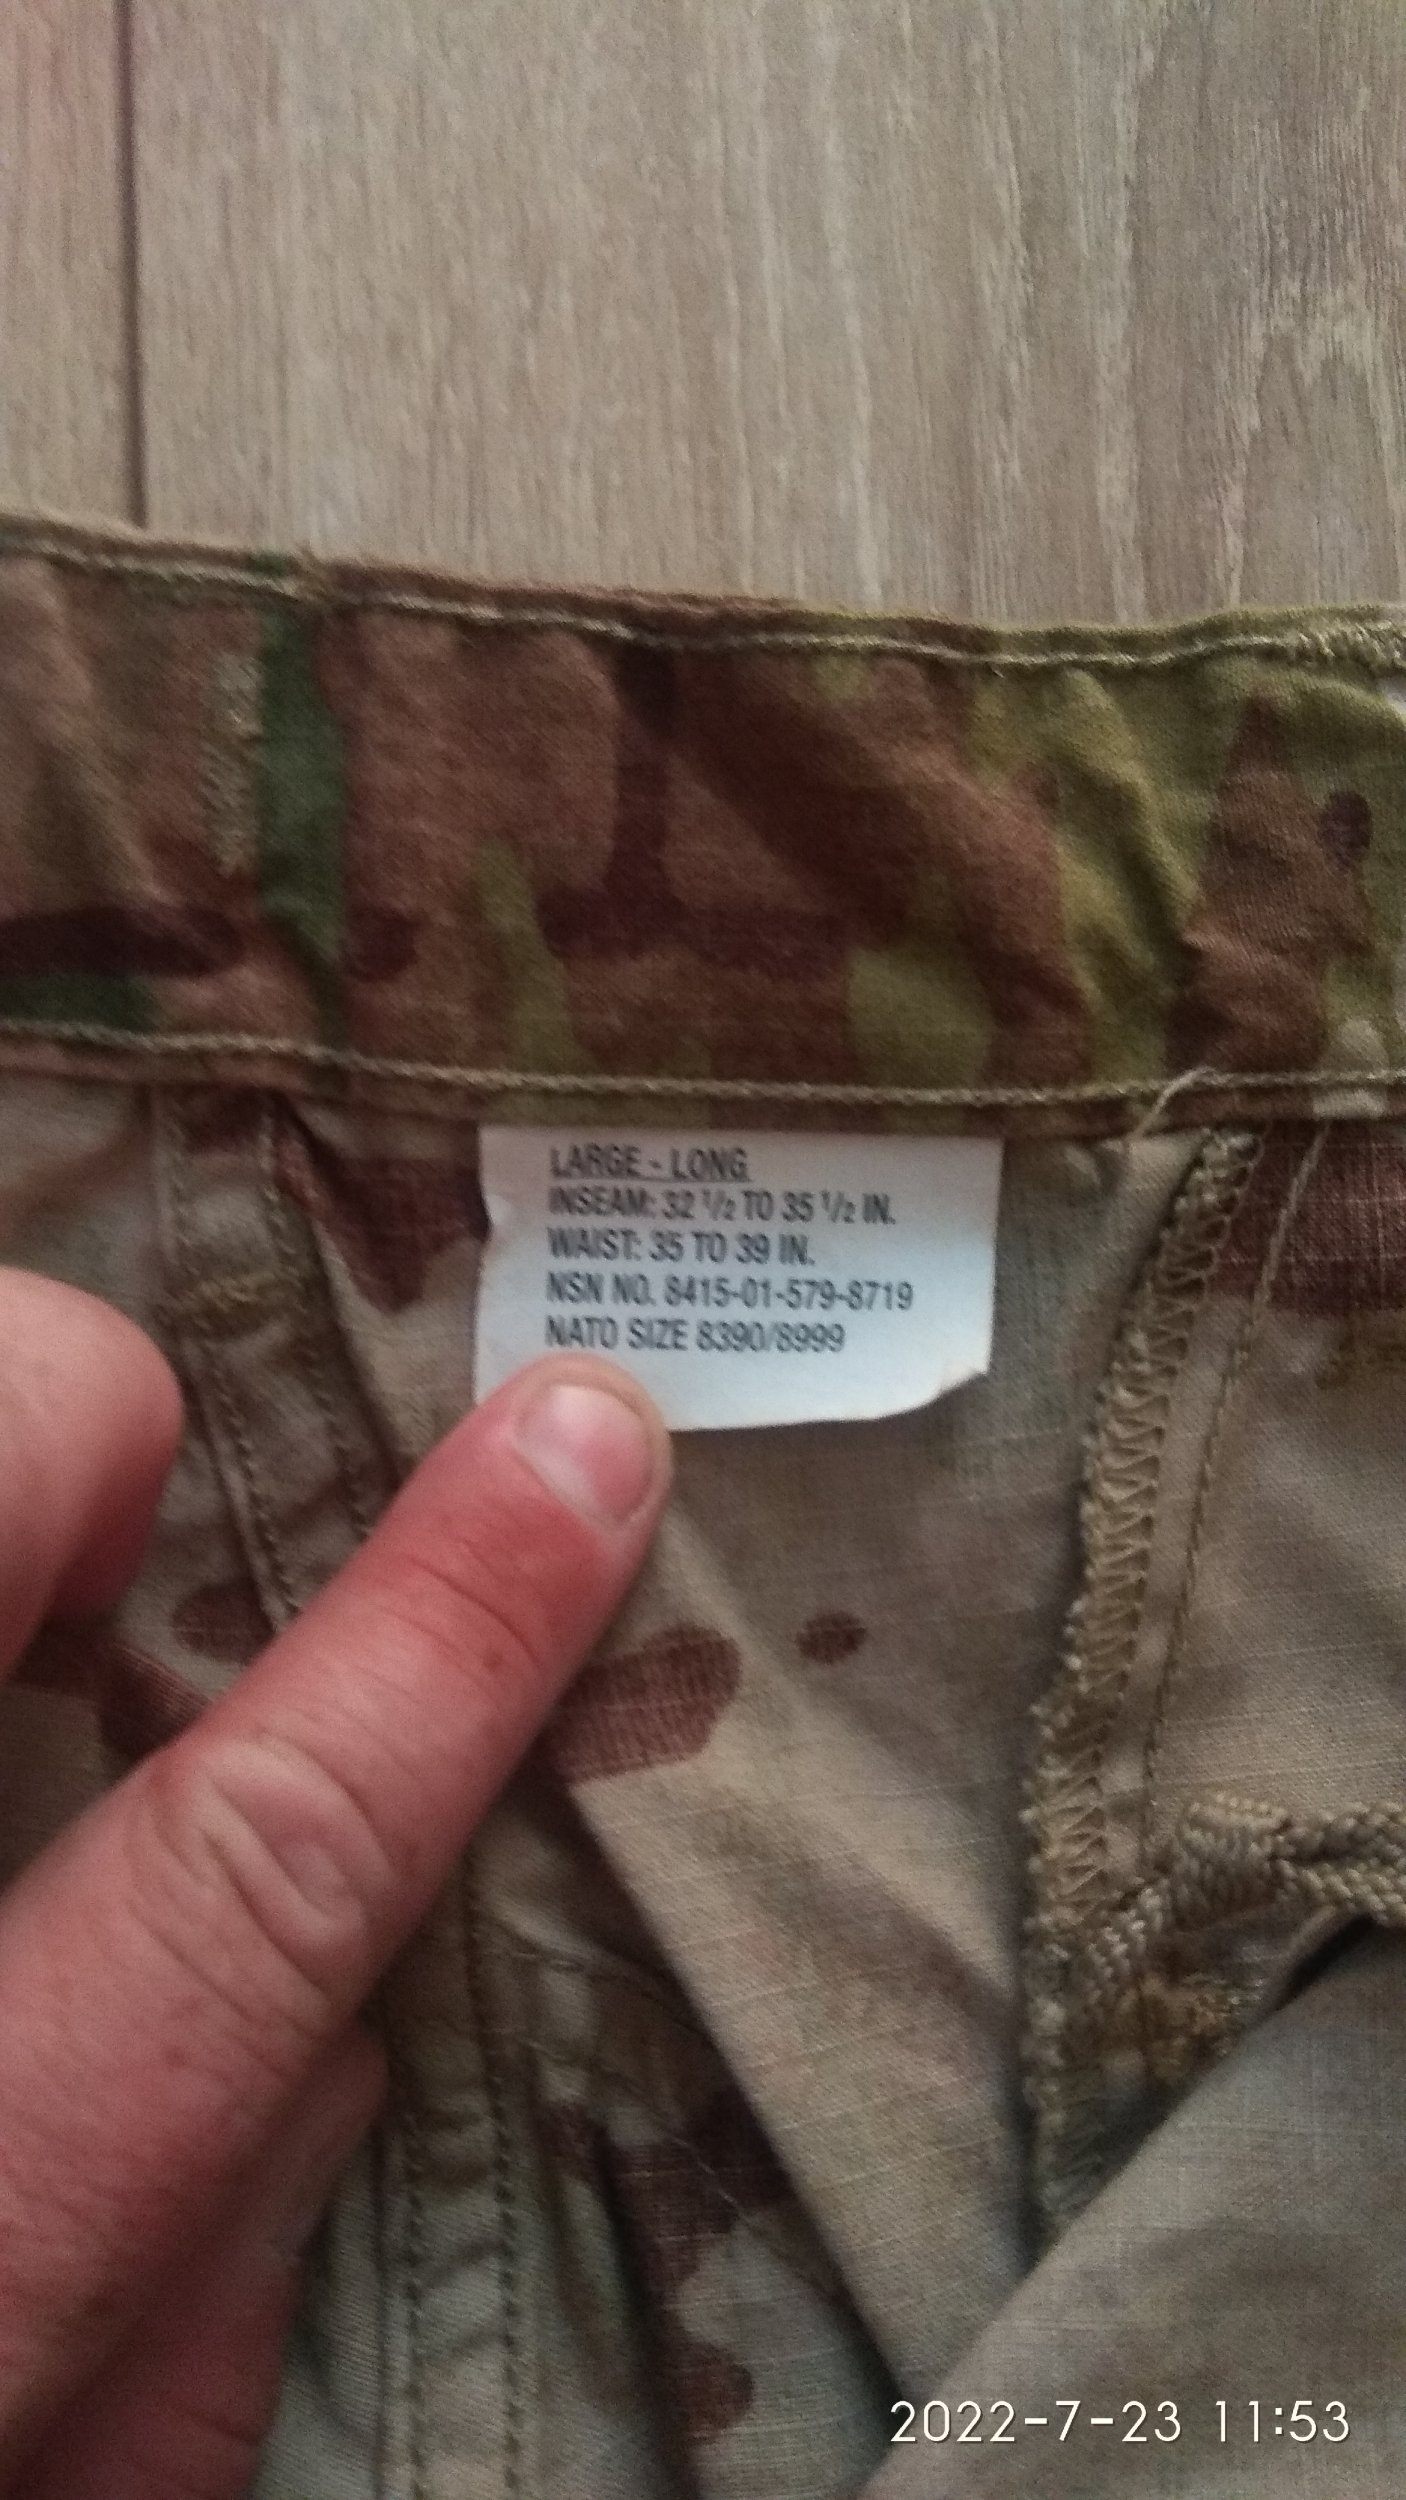 LARGE - LONG
INSEAM: 32 1/2 TO 35 1/2 IN.
WAIST: 35 TO 39 IN.
NSN NO. 8415-01-579-8719
NATO SIZE 8390/8999
2022-7-23 11:53